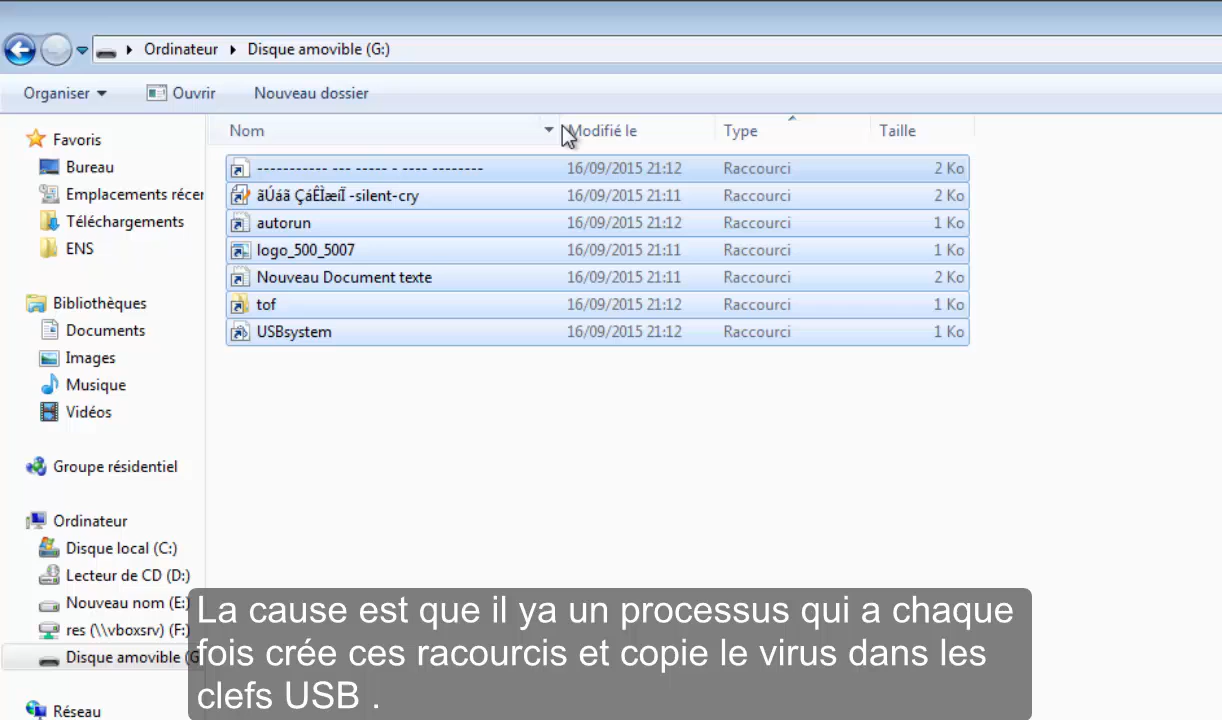 Ordinateur Disque amovible (G:)
Organiser Ouvrir Nouveau dossier
Favoris
Bureau
Emplacements récer
Téléchargements
ENS
Bibliothèques
Documents
Images
Musique
Vidéos
Groupe résidentiel
Ordinateur
Disque local (C:)
Lecteur de CD (D:)
Nouveau nom (E:)
res (\\vboxsrv) (F:)
Disque amovible (G
Réseau
Nom Modifié le Type Taille
----------- --- ----- - ---- -------- 16/09/2015 21:12 Raccourci 2 Ko
ãÚáã ÇáÊÌæíÏ -silent-cry 16/09/2015 21:11 Raccourci 2 Ko
autorun 16/09/2015 21:12 Raccourci 1 Ko
logo_500_5007 16/09/2015 21:11 Raccourci 1 Ko
Nouveau Document texte 16/09/2015 21:11 Raccourci 2 Ko
tof 16/09/2015 21:12 Raccourci 1 Ko
USBsystem 16/09/2015 21:12 Raccourci 1 Ko
La cause est que il ya un processus qui a chaque
fois crée ces racourcis et copie le virus dans les
clefs USB .